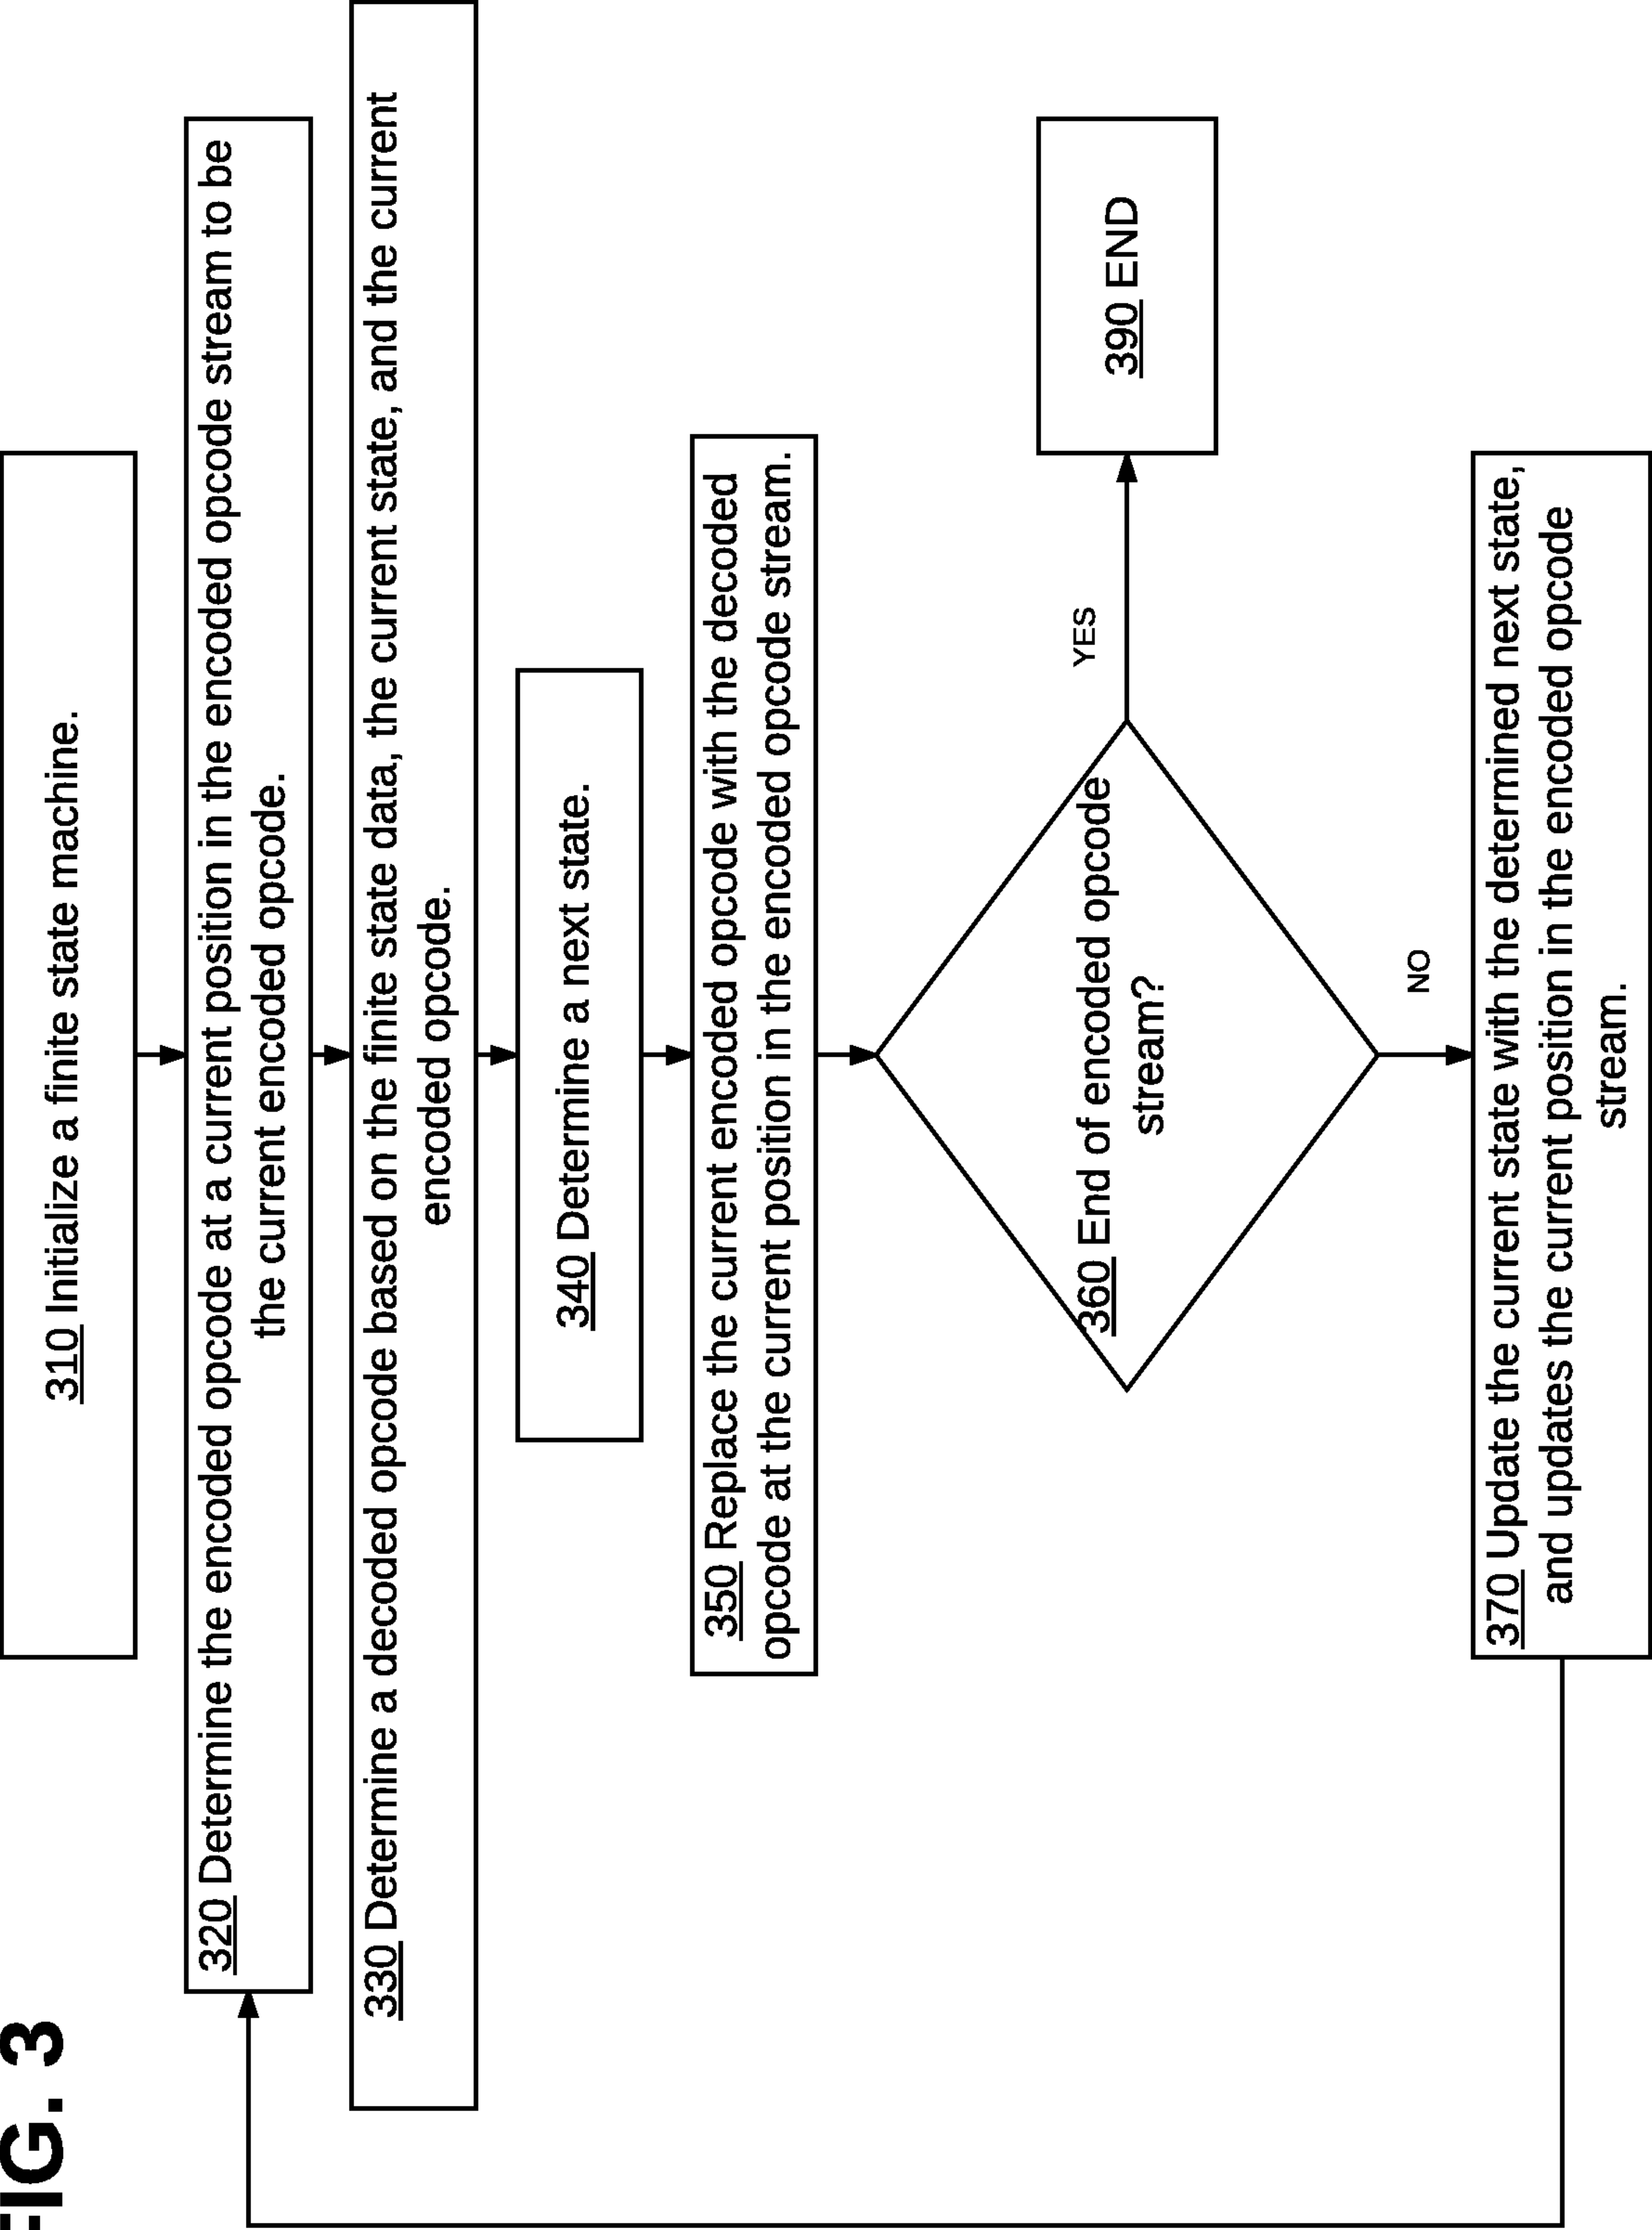 FIG. 3
310 Initialize a finite state machine.
320 Determine the encoded opcode at a current position in the encoded opcode stream to be
the current encoded opcode.
330 Determine a decoded opcode based on the finite state data, the current state, and the current
encoded opcode.
340 Determine a next state.
350 Replace the current encoded opcode with the decoded
opcode at the current position in the encoded opcode stream.
360 End of encoded opcode
stream?
YES
390 END
NO
370 Update the current state with the determined next state,
and updates the current position in the encoded opcode
stream.